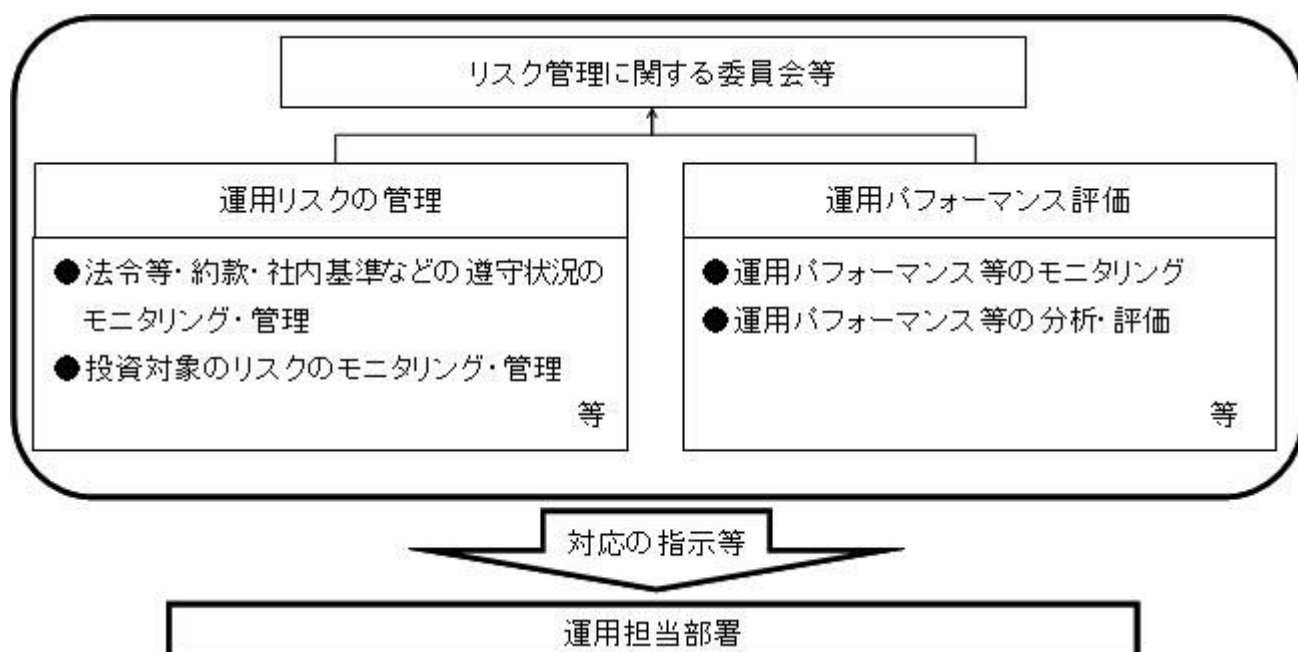 リスク管理に関する委員会等
運用リスクの管理
●法令等・約款・社内基準などの遵守状況の
モニタリング・管理
●投資対象のリスクのモニタリング・管理
等
運用パフォーマンス評価
●運用パフォーマンス等のモニタリング
●運用パフォーマンス等の分析・評価
等
対応の指示等
運用担当部署